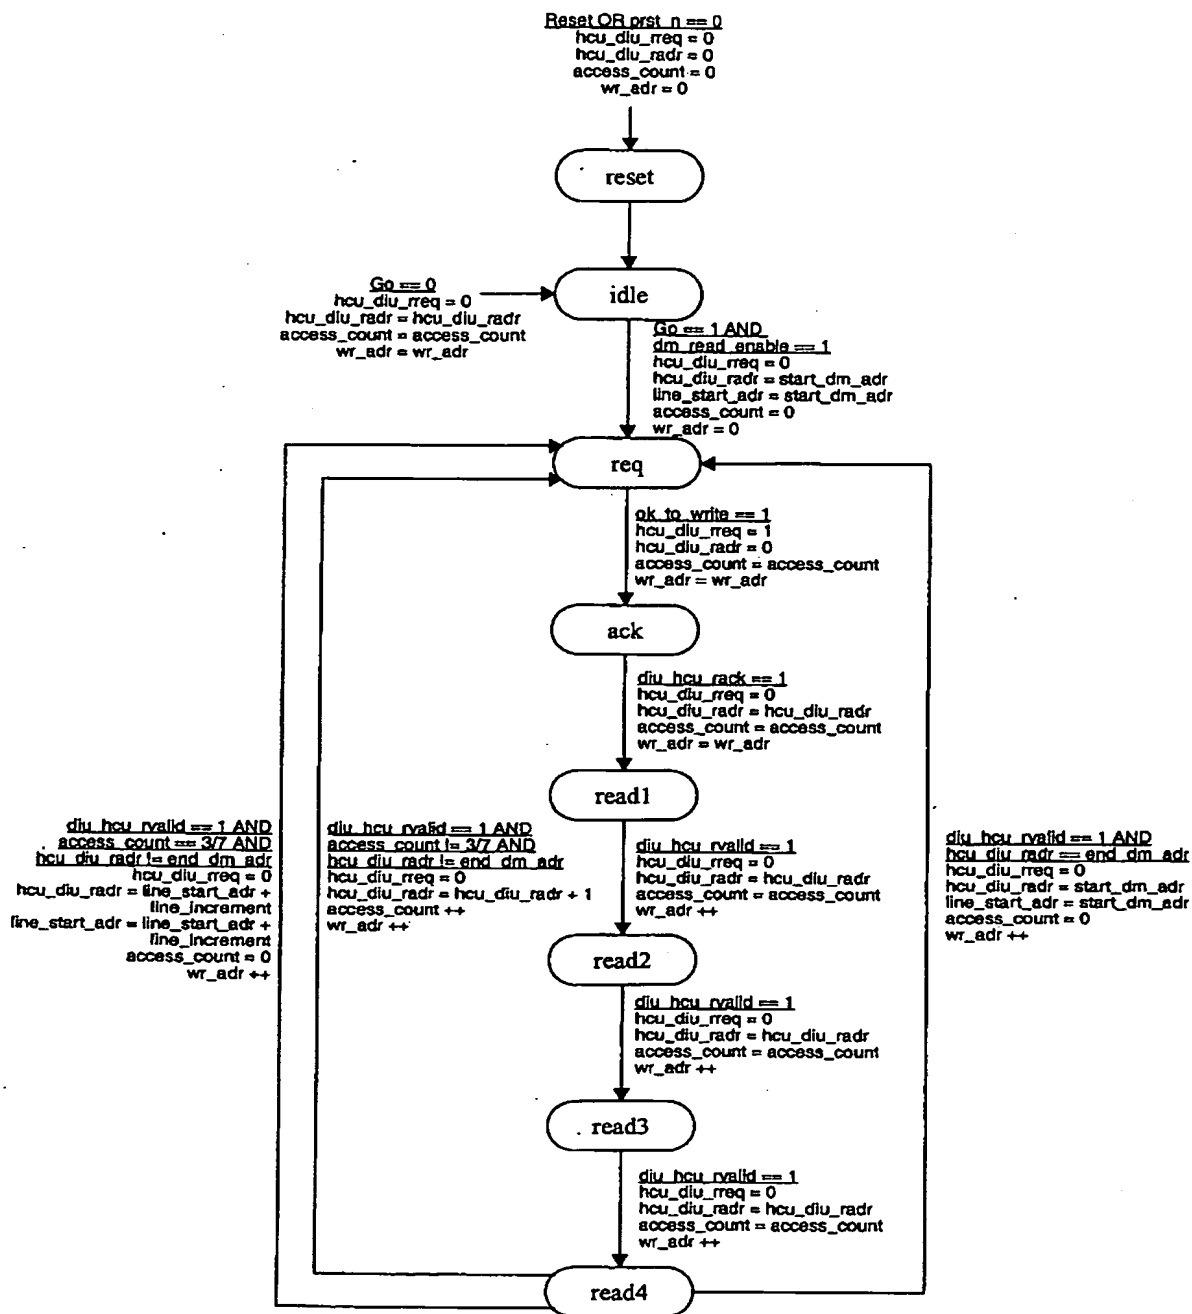 Reset OR prst_n == 0
hcu_diu_rreq = 0
hcu_diu_radr = 0
access_count = 0
wr_adr = 0
reset
Go == 0
hcu_diu_rreq = 0
hcu_diu_radr = hcu_diu_radr
access_count = access_count
wr_adr = wr_adr
idle
Go == 1 AND
dm_read_enable == 1
hcu_diu_rreq = 0
hcu_diu_radr = start_dm_adr
line_start_adr = start_dm_adr
access_count = 0
wr_adr = 0
req
ok_to_write == 1
hcu_diu_rreq = 1
hcu_diu_radr = 0
access_count = access_count
wr_adr = wr_adr
ack
diu_hcu_rack == 1
hcu_diu_rreq = 0
hcu_diu_radr = hcu_diu_radr
access_count = access_count
wr_adr = wr_adr
read1
diu_hcu_rvalid == 1 AND
access_count == 3/7 AND
hcu_diu_radr != end_dm_adr
hcu_diu_rreq = 0
hcu_diu_radr = line_start_adr +
line_increment
line_start_adr = line_start_adr +
line_increment
access_count = 0
wr_adr ++
diu_hcu_rvalid == 1 AND
access_count != 3/7 AND
hcu_diu_radr != end_dm_adr
hcu_diu_rreq = 0
hcu_diu_radr = hcu_diu_radr + 1
access_count ++
wr_adr ++
diu_hcu_rvalid == 1
hcu_diu_rreq = 0
hcu_diu_radr = hcu_diu_radr
access_count = access_count
wr_adr ++
diu_hcu_rvalid == 1 AND
hcu_diu_radr == end_dm_adr
hcu_diu_rreq = 0
hcu_diu_radr = start_dm_adr
line_start_adr = start_dm_adr
access_count = 0
wr_adr ++
read2
diu_hcu_rvalid == 1
hcu_diu_rreq = 0
hcu_diu_radr = hcu_diu_radr
access_count = access_count
wr_adr ++
read3
diu_hcu_rvalid == 1
hcu_diu_rreq = 0
hcu_diu_radr = hcu_diu_radr
access_count = access_count
wr_adr ++
read4